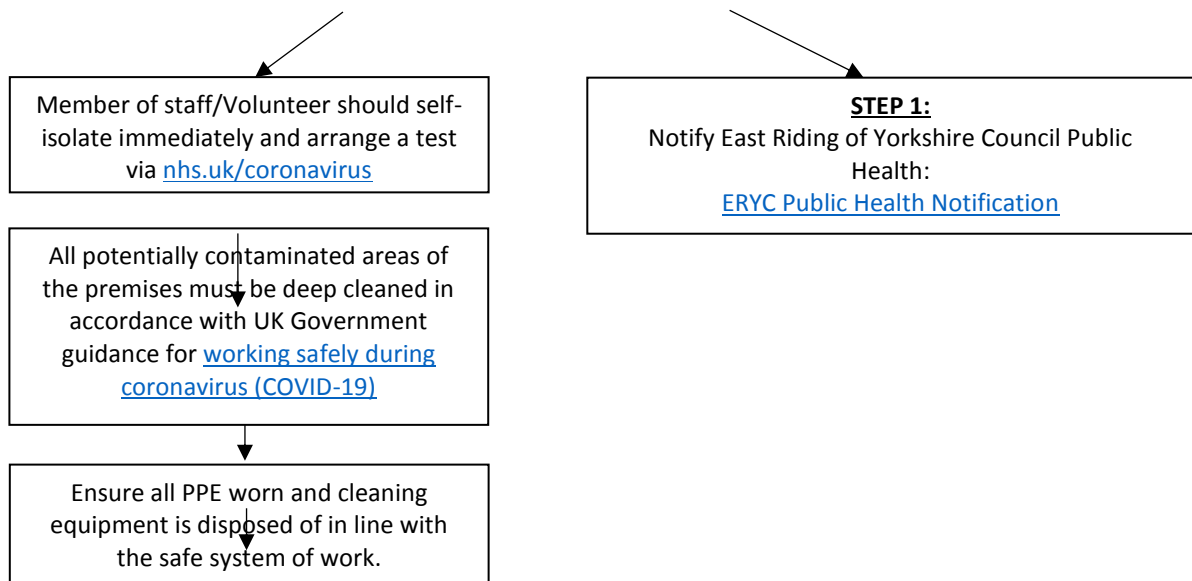 Member of staff/Volunteer should self-
isolate immediately and arrange a test
via nhs.uk/coronavirus
STEP 1:
Notify East Riding of Yorkshire Council Public
Health:
ERYC Public Health Notification
All potentially contaminated areas of
the premises must be deep cleaned in
accordance with UK Government
guidance for working safely during
coronavirus (COVID-19)
Ensure all PPE worn and cleaning
equipment is disposed of in line with
the safe system of work.